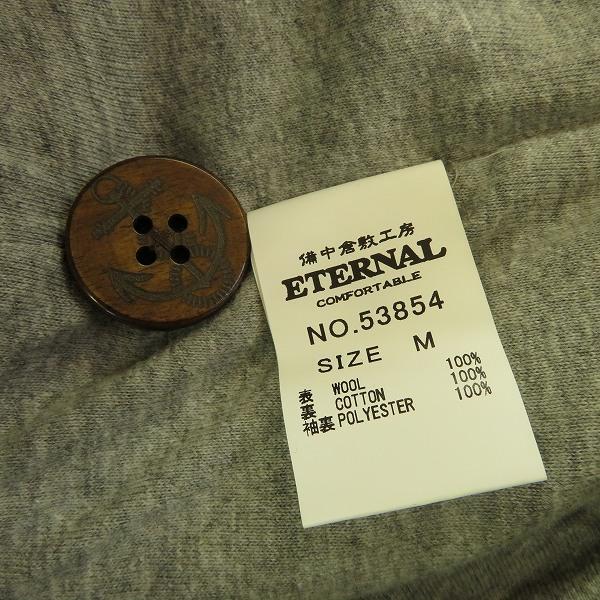 備中倉敷工房
ETERNAL
COMFORTABLE
NO.53854
SIZE M
表 WOOL 100%
裏 COTTON 100%
袖裏 POLYESTER 100%